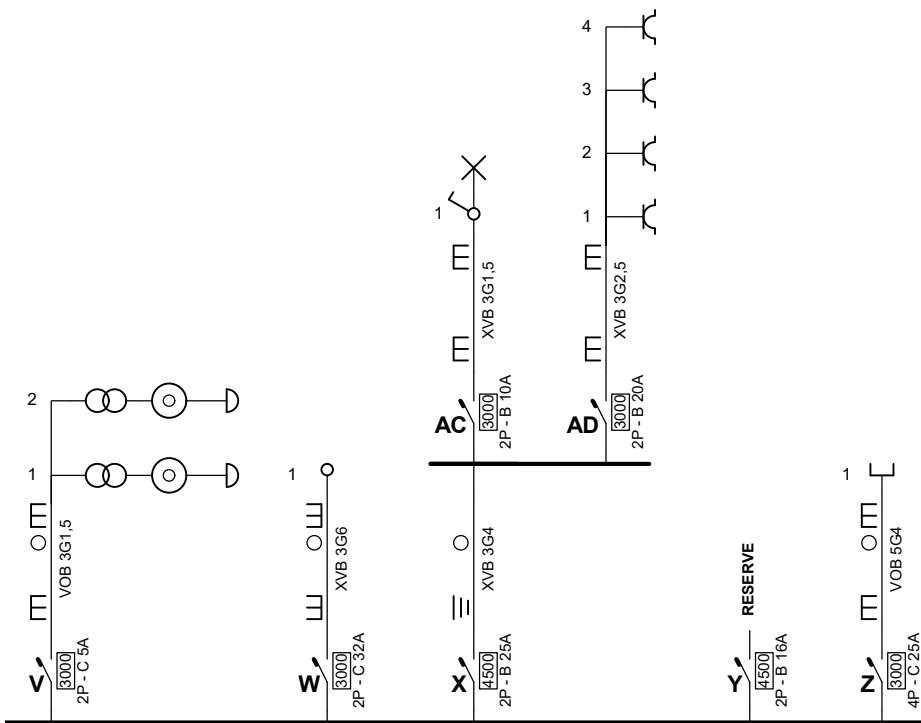 4
3
2
1
XVB 3G2,5
AD
3000
2P - B 20A
1
XVB 3G1,5
AC
3000
2P - B 10A
2
1
VOB 3G1,5
V
3000
2P - C 5A
1
XVB 3G6
W
3000
2P - C 32A
XVB 3G4
X
4500
2P - B 25A
RESERVE
Y
4500
2P - B 16A
1
VOB 5G4
Z
3000
4P - C 25A